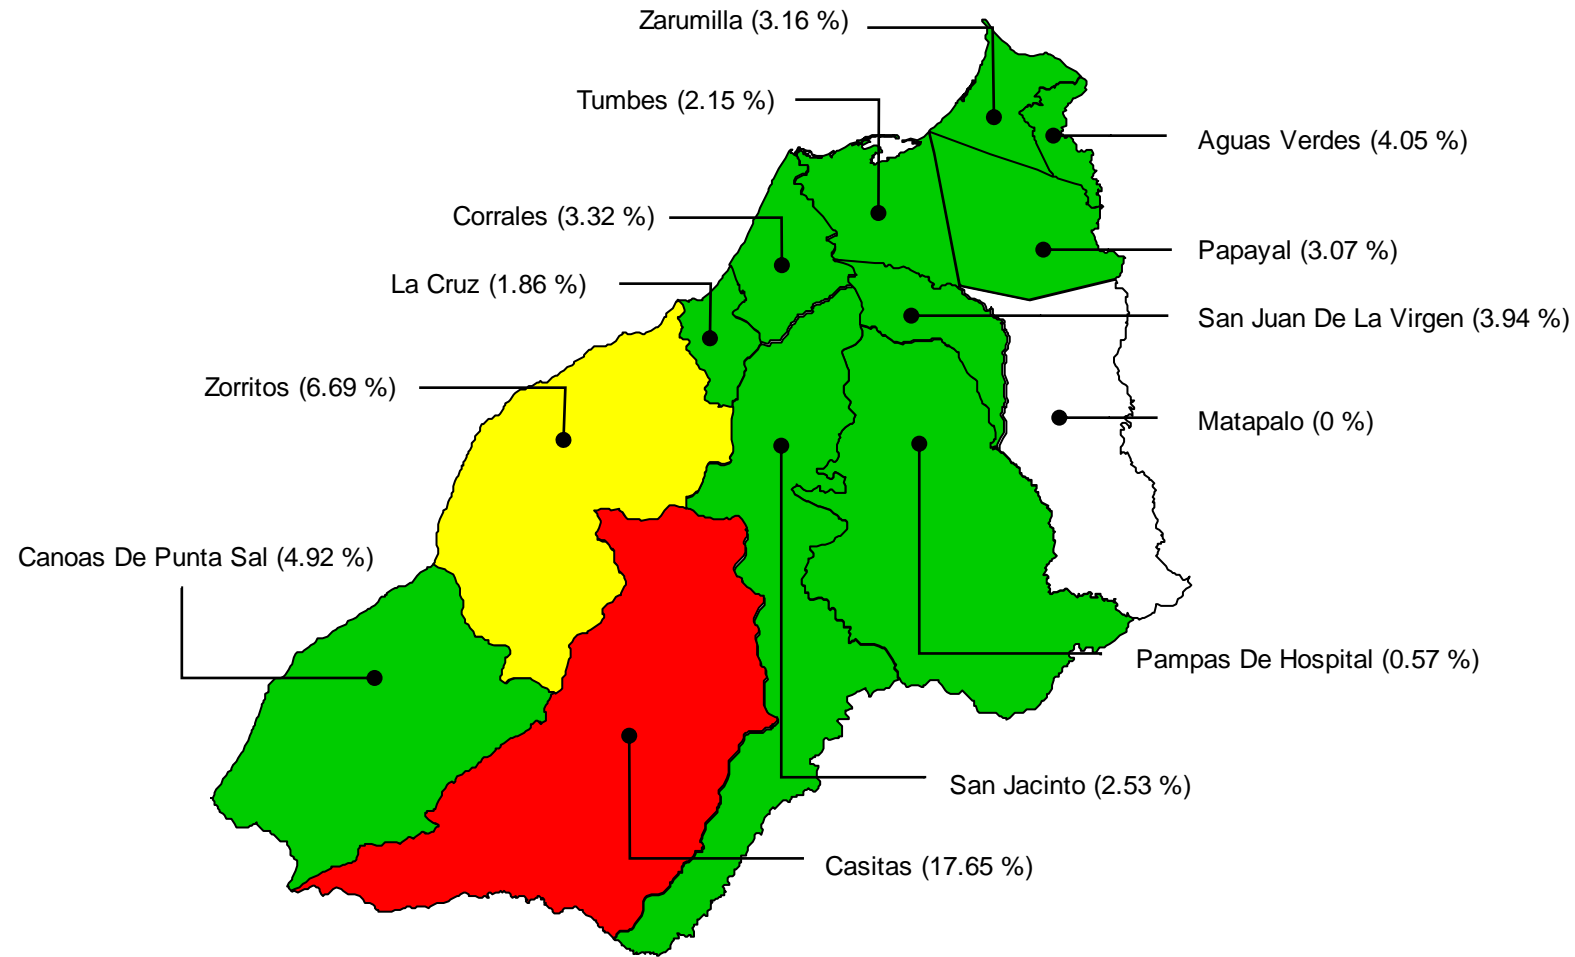 Zarumilla (3.16 %)
Tumbes (2.15 %)
Aguas Verdes (4.05 %)
Corrales (3.32 %)
Papayal (3.07 %)
La Cruz (1.86 %)
San Juan De La Virgen (3.94 %)
Zorritos (6.69 %)
Matapalo (0 %)
Canoas De Punta Sal (4.92 %)
Pampas De Hospital (0.57 %)
San Jacinto (2.53 %)
Casitas (17.65 %)